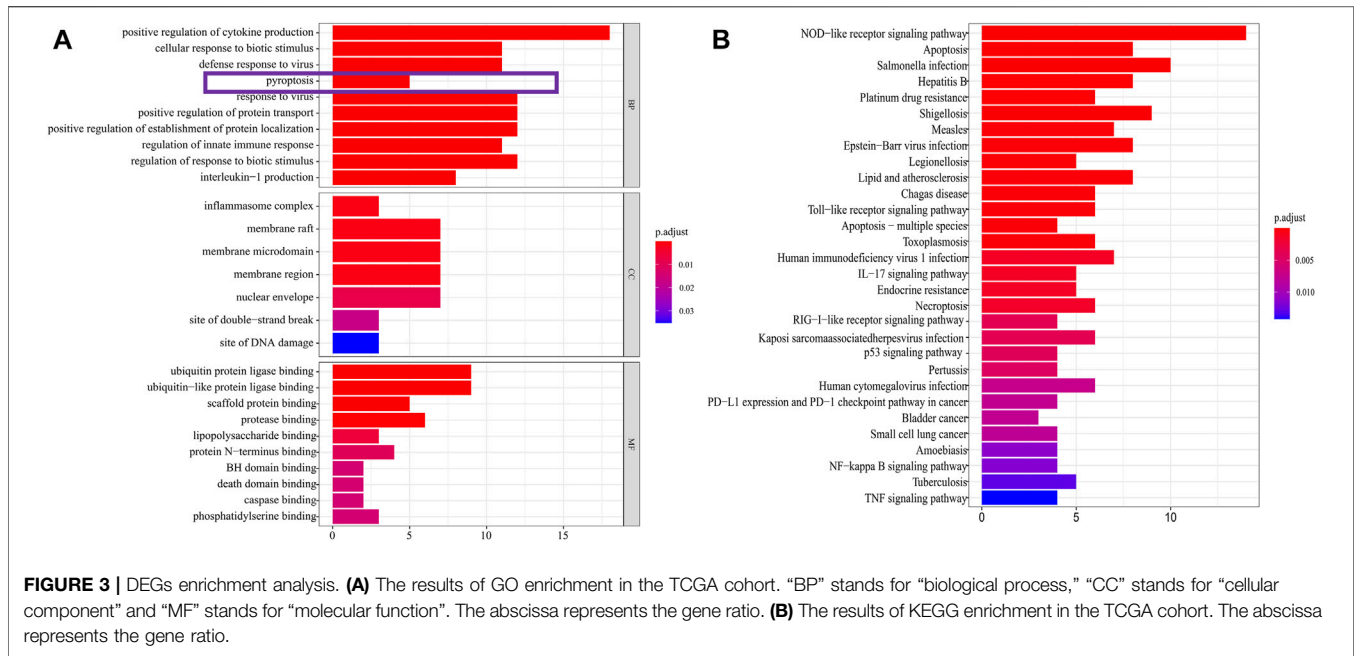 A
positive regulation of cytokine production
cellular response to biotic stimulus
defense response to virus
pyroptosis
response to virus
positive regulation of protein transport
positive regulation of establishment of protein localization
regulation of innate immune response
regulation of response to biotic stimulus
interleukin−1 production
BP
inflammasome complex
membrane raft
membrane microdomain
membrane region
nuclear envelope
site of double−strand break
site of DNA damage
CC
ubiquitin protein ligase binding
ubiquitin−like protein ligase binding
scaffold protein binding
protease binding
lipopolysaccharide binding
protein N−terminus binding
BH domain binding
death domain binding
caspase binding
phosphatidylserine binding
MF
0 5 10 15
p.adjust
0.01
0.02
0.03
B
NOD−like receptor signaling pathway
Apoptosis
Salmonella infection
Hepatitis B
Platinum drug resistance
Shigellosis
Measles
Epstein−Barr virus infection
Legionellosis
Lipid and atherosclerosis
Chagas disease
Toll−like receptor signaling pathway
Apoptosis − multiple species
Toxoplasmosis
Human immunodeficiency virus 1 infection
IL−17 signaling pathway
Endocrine resistance
Necroptosis
RIG−I−like receptor signaling pathway
Kaposi sarcomaassociatedherpesvirus infection
p53 signaling pathway
Pertussis
Human cytomegalovirus infection
PD−L1 expression and PD−1 checkpoint pathway in cancer
Bladder cancer
Small cell lung cancer
Amoebiasis
NF−kappa B signaling pathway
Tuberculosis
TNF signaling pathway
0 5 10
p.adjust
0.005
0.010
FIGURE 3 | DEGs enrichment analysis. (A) The results of GO enrichment in the TCGA cohort. “BP” stands for “biological process,” “CC” stands for “cellular
component” and “MF” stands for “molecular function”. The abscissa represents the gene ratio. (B) The results of KEGG enrichment in the TCGA cohort. The abscissa
represents the gene ratio.